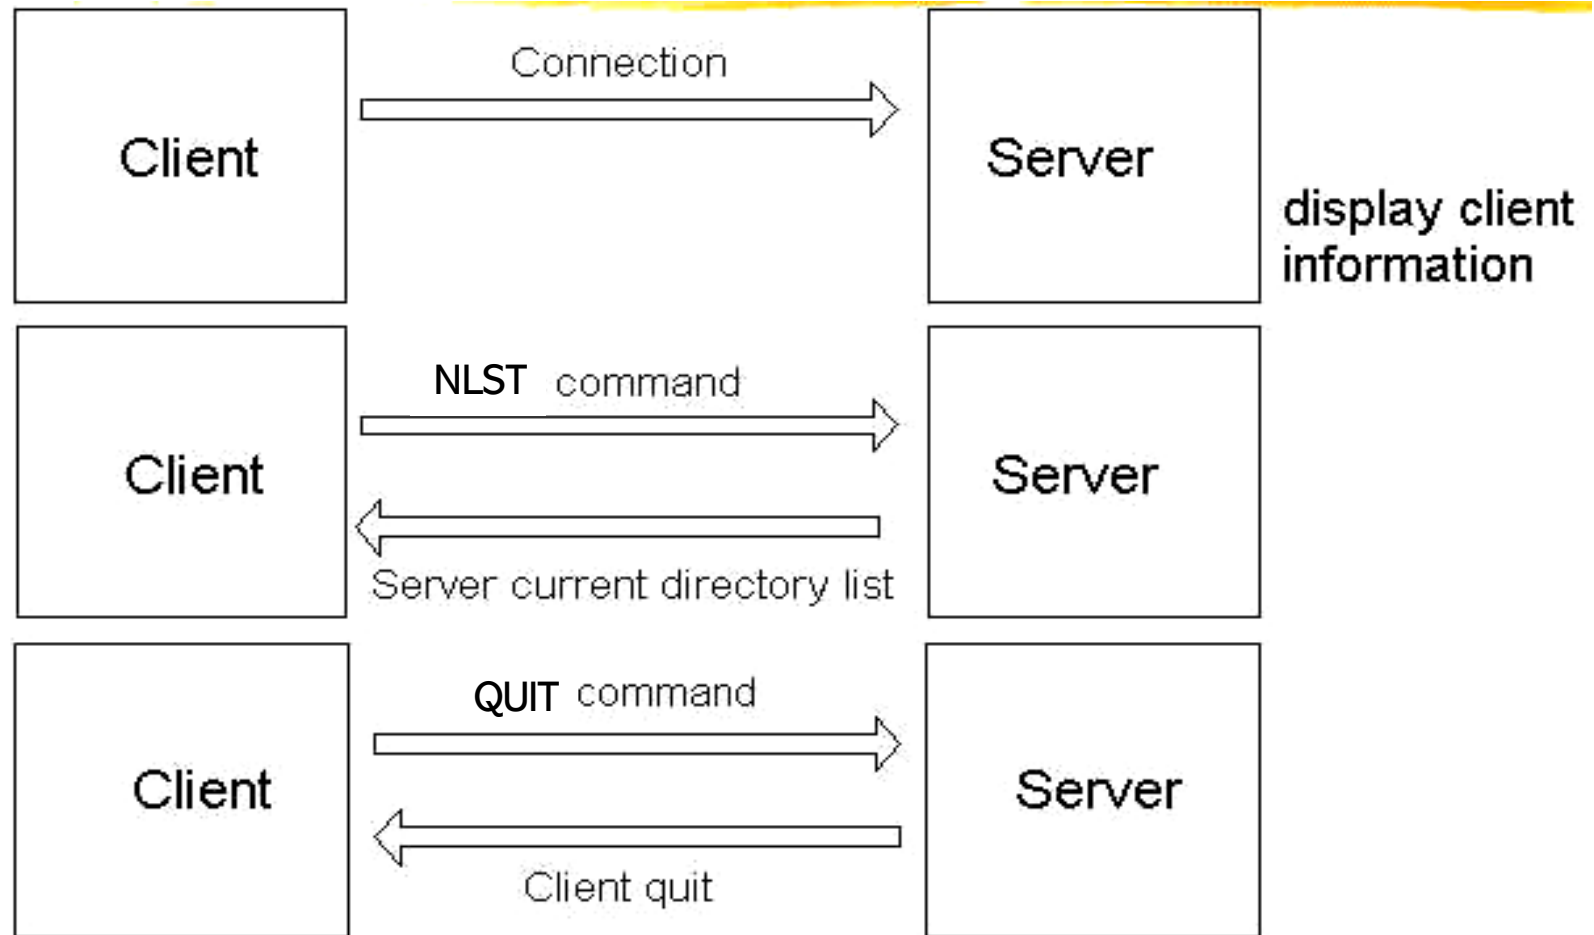 Connection
Client
Server
display client
information
NLST command
Client
Server
Server current directory list
QUIT command
Client
Server
Client quit